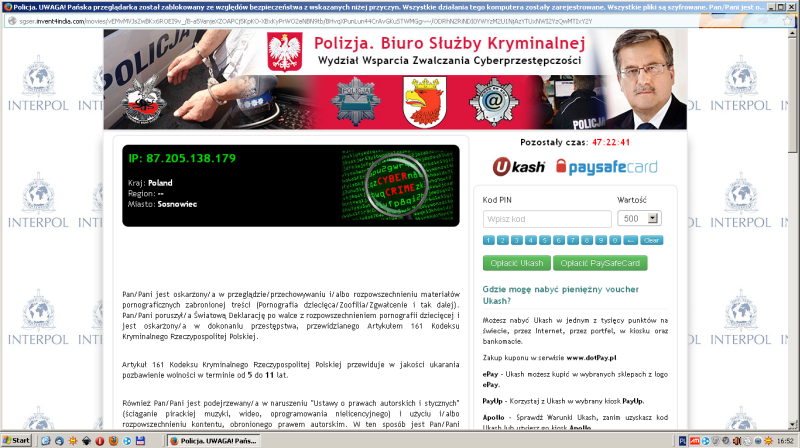 Policja. UWAGA! Pańska przeglądarka został zablokowany ze względów bezpieczeństwa z wskazanych niżej przyczyn. Wszystkie działania tego komputera zostały zarejestrowane. Wszystkie pliki są szyfrowane. Pan/Pani jest o...
Polizja. Biuro Służby Kryminalnej
Wydział Wsparcia Zwalczania Cyberprzestępczości
POLICJA
POLICJA
INTERPOL
INTERPOL
INTERPOL
INTERPOL
INTERPOL
INTERPOL
INTERPOL
INTERPOL
IP: 87.205.138.179
Kraj: Poland
Region: --
Miasto: Sosnowiec
CYBER
CRIME
Pan/Pani jest oskarżony/a w przeglądzie/przechowywaniu i/albo rozpowszechnieniu materiałów
pornograficznych zabronionej treści (Pornografia dziecięca/Zoofilia/Zgwałcenie i tak dalej).
Pan/Pani poruszył/a Światową Deklarację po walce z rozpowszechnieniem pornografii dziecięcej i
jest oskarżony/a w dokonaniu przestępstwa, przewidzianego Artykułem 161 Kodeksu
Kryminalnego Rzeczypospolitej Polskiej.
Artykuł 161 Kodeksu Kryminalnego Rzeczypospolitej Polskiej przewiduje w jakości ukarania
pozbawienie wolności w terminie od 5 do 11 lat.
Również Pan/Pani jest podejrzewany/a w naruszeniu "Ustawy o prawach autorskich i stycznych"
(ściąganie pirackiej muzyki, video, oprogramowania nielicencyjnego) i użyciu i/albo
rozpowszechnieniu kontentu, obronionego prawem autorskim. W ten sposób jest Pan/Pani
Pozostały czas: 47:22:41
Ukash paysafecard
Kod PIN Wartość
Wpisz kod 500
1 2 3 4 5 6 7 8 9 0 ← Clear
Opłacić Ukash Opłacić PaySafeCard
Gdzie mogę nabyć pieniężny voucher
Ukash?
Możesz nabyć Ukash w jednym z tysięcy punktów na
świecie, przez Internet, przez portfel, w kiosku oraz
bankomacie.
Zakup kuponu w serwisie www.dotPay.pl
ePay - Ukash możesz kupić w wybranych sklepach z logo
ePay.
PayUp - Korzystaj z Ukash w wybrany kiosk PayUp.
Apollo - Sprawdź Warunki Ukash, zanim uzyskasz kod
Ukash lub udziesz go kiosk Apollo.
Start
Policja. UWAGA! Pańs...
PL
16:52